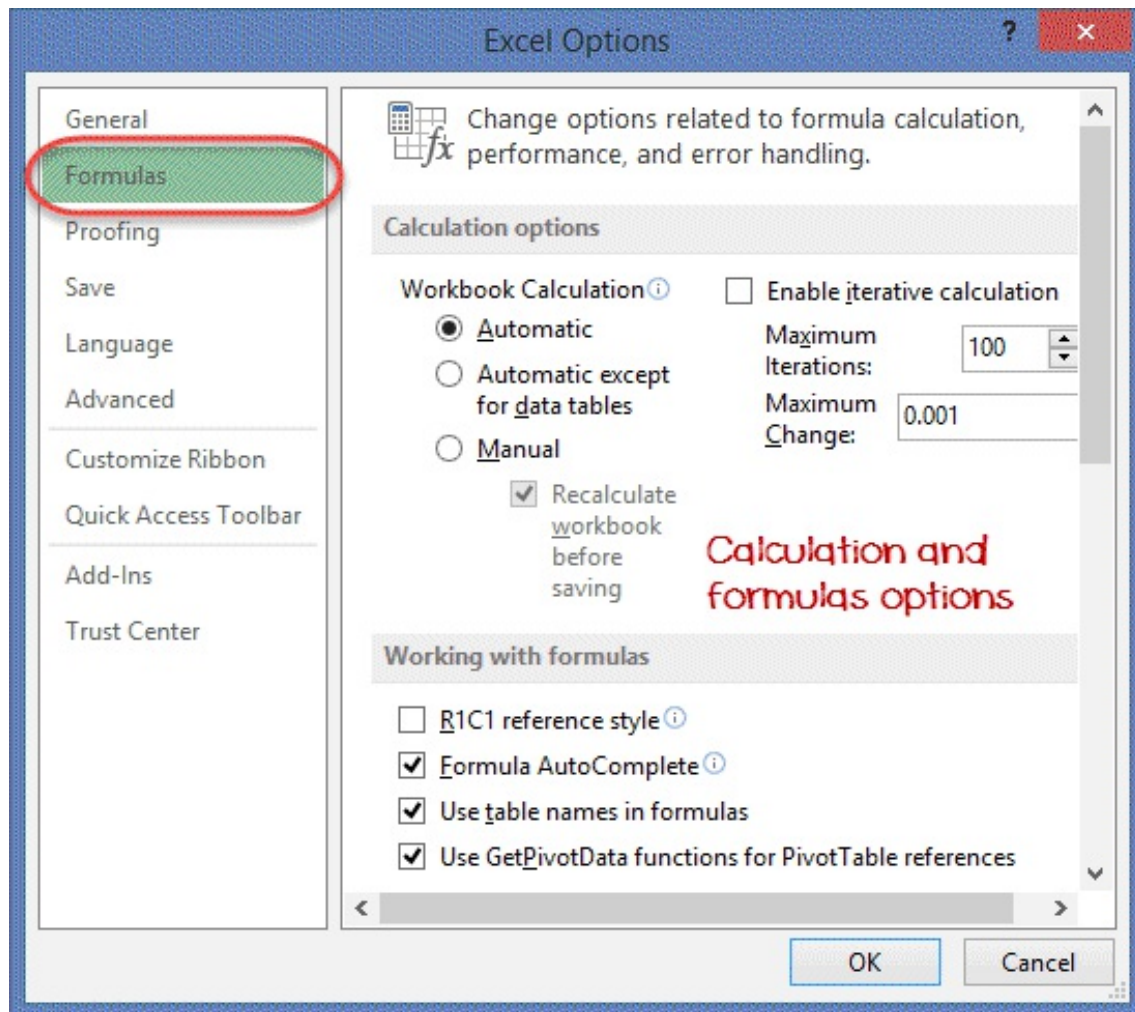 Excel Options
?
General
Formulas
Proofing
Save
Language
Advanced
Customize Ribbon
Quick Access Toolbar
Add-Ins
Trust Center
fx
Change options related to formula calculation,
performance, and error handling.
Calculation options
Workbook Calculation
Automatic
Automatic except
for data tables
Manual
Recalculate
workbook
before
saving
Enable iterative calculation
Maximum
Iterations:
100
Maximum
Change:
0.001
Calculation and
formulas options
Working with formulas
R1C1 reference style
Formula AutoComplete
Use table names in formulas
Use GetPivotData functions for PivotTable references
OK
Cancel